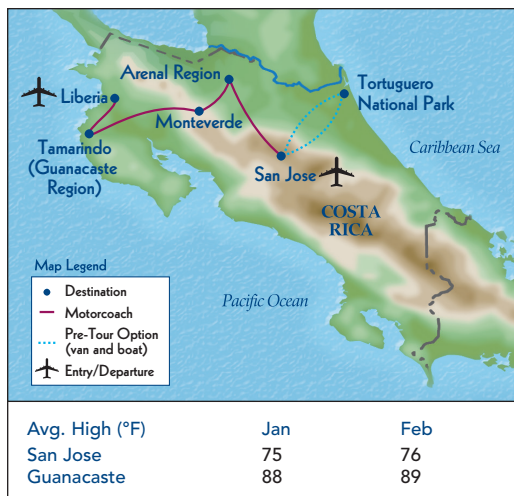 Arenal Region
Liberia
Tortuguero
National Park
Monteverde
Tamarindo
(Guanacaste
Region)
Caribbean Sea
San Jose
COSTA
RICA
Map Legend
Destination
Motorcoach
Pre-Tour Option
(van and boat)
Entry/Departure
Pacific Ocean
Avg. High (°F) Jan Feb
San Jose 75 76
Guanacaste 88 89